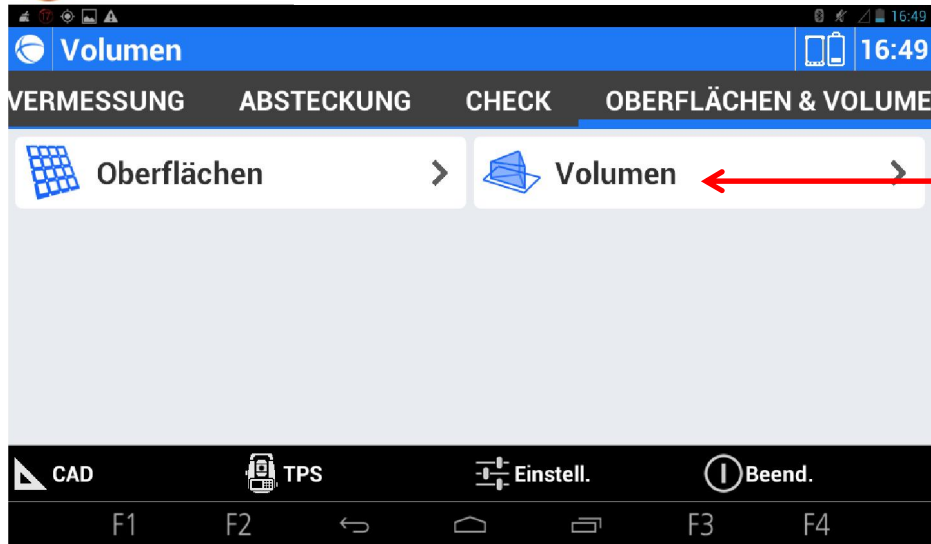 17 16:49
Volumen 16:49
VERMESSUNG ABSTECKUNG CHECK OBERFLÄCHEN & VOLUME
Oberflächen Volumen
CAD TPS Einstell. Beend.
F1 F2 F3 F4